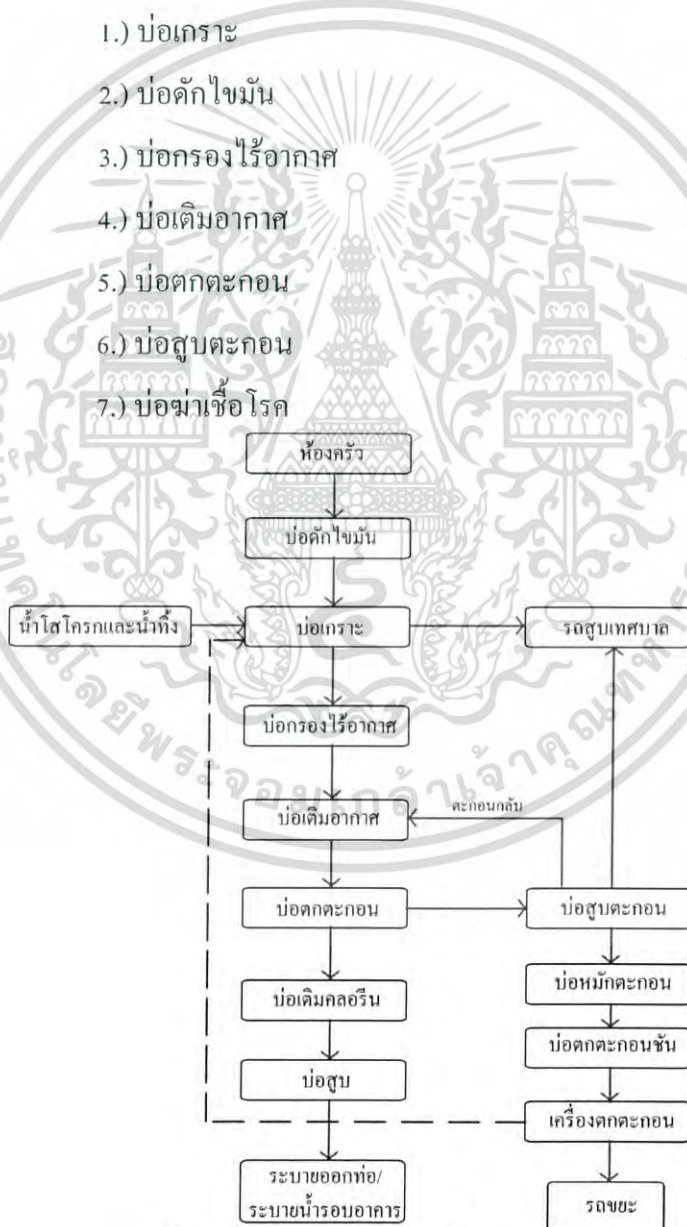 1.) บ่อเกราะ
2.) บ่อดักไขมัน
3.) บ่อกรองไร้อากาศ
4.) บ่อเติมอากาศ
5.) บ่อตกตะกอน
6.) บ่อสูบตะกอน
7.) บ่อฆ่าเชื้อโรค
ห้องครัว
บ่อดักไขมัน
น้ำโสโครกและน้ำทิ้ง
บ่อเกราะ
รถสูบเทศบาล
บ่อกรองไร้อากาศ
บ่อเติมอากาศ
ตะกอนกลับ
บ่อตกตะกอน
บ่อสูบตะกอน
บ่อเติมคลอรีน
บ่อหมักตะกอน
บ่อสูบ
บ่อตกตะกอนชัน
เครื่องตกตะกอน
ระบายออกท่อ/
ระบายน้ำรอบอาคาร
รถขยะ